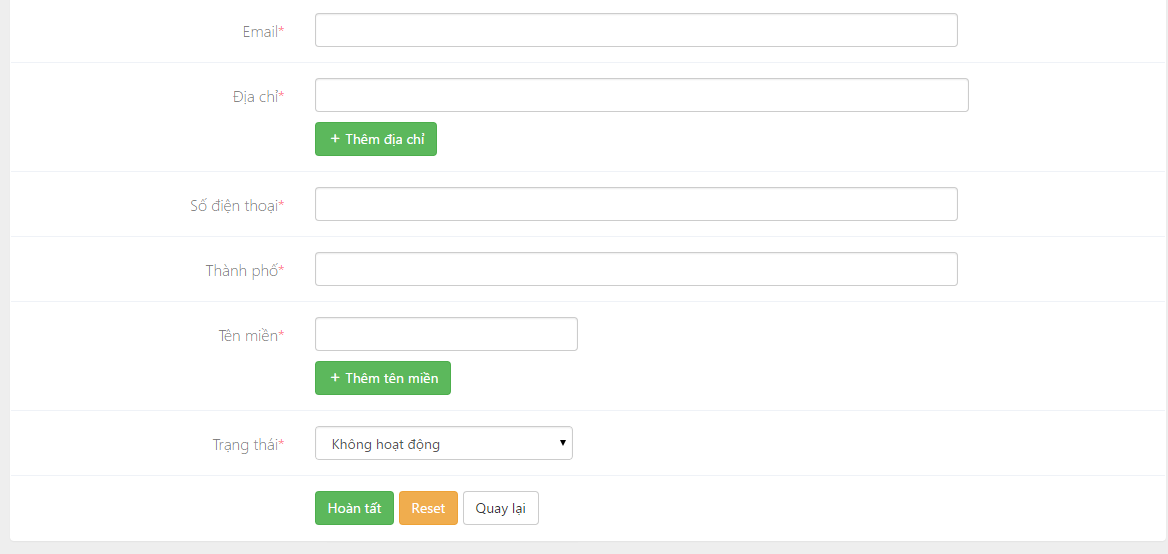 Email*
Địa chỉ*
+ Thêm địa chỉ
Số điện thoại*
Thành phố*
Tên miền*
+ Thêm tên miền
Trạng thái*
Không hoạt động
Hoàn tất Reset Quay lại